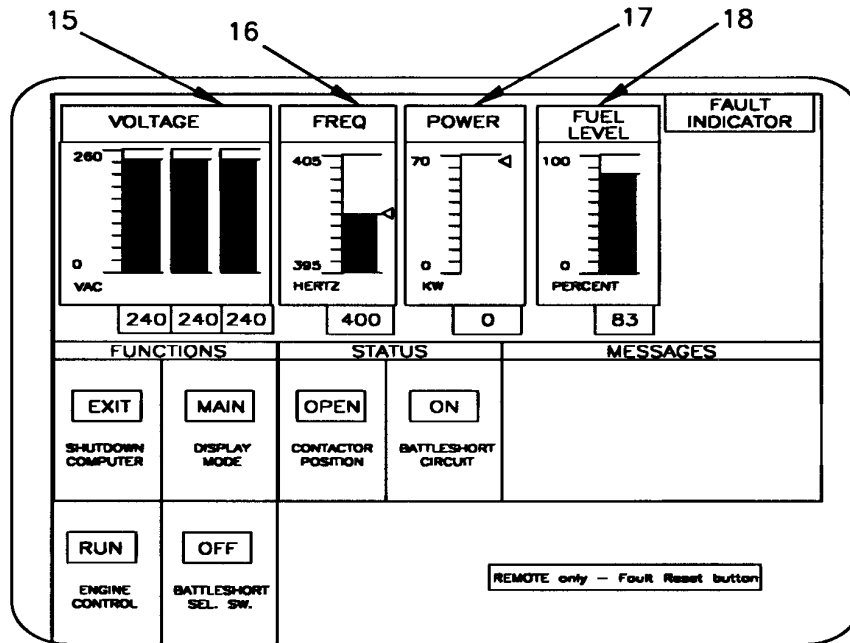 15
16
17
18
VOLTAGE
260
0
VAC
240 240 240
FREQ
405
395
HERTZ
400
POWER
70
0
KW
0
FUEL
LEVEL
100
0
PERCENT
83
FAULT
INDICATOR
FUNCTIONS
STATUS
MESSAGES
EXIT
SHUTDOWN
COMPUTER
MAIN
DISPLAY
MODE
OPEN
CONTACTOR
POSITION
ON
BATTLESHORT
CIRCUIT
RUN
ENGINE
CONTROL
OFF
BATTLESHORT
SEL. SW.
REMOTE only – Fault Reset button